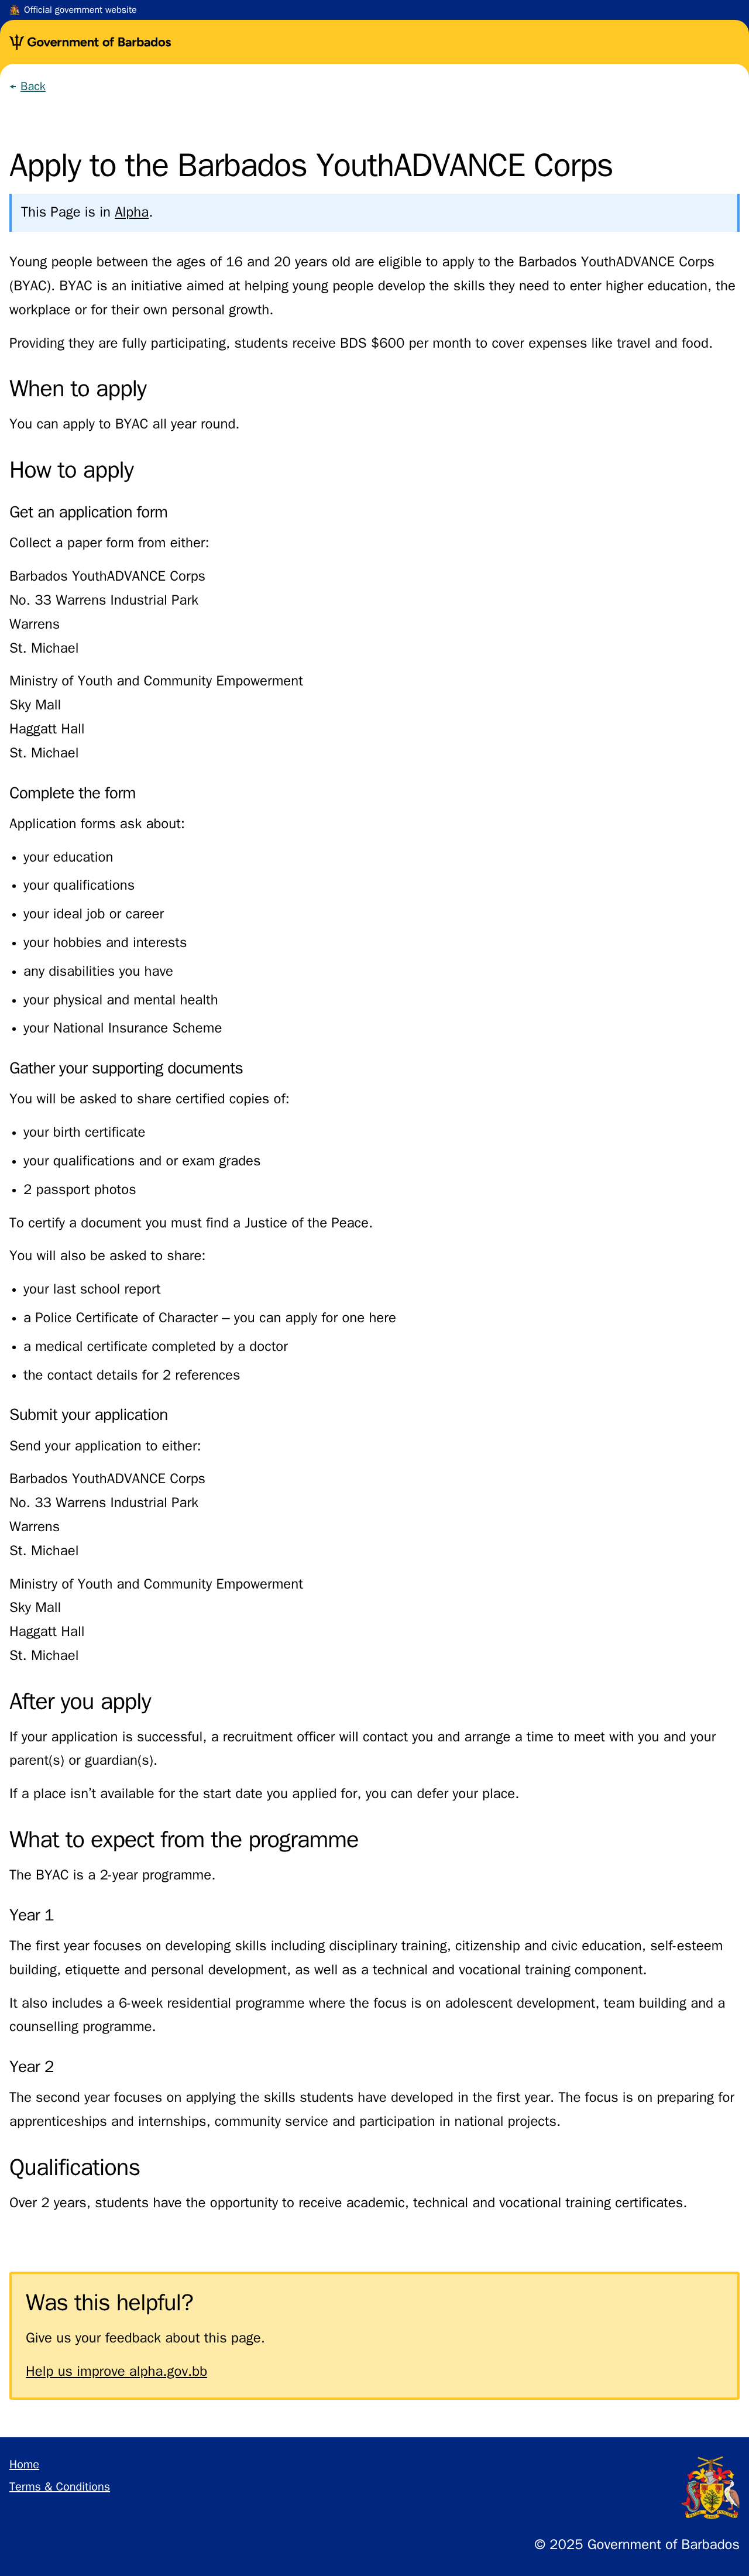 Official government website
Government of Barbados
← Back
Apply to the Barbados YouthADVANCE Corps
This Page is in Alpha.
Young people between the ages of 16 and 20 years old are eligible to apply to the Barbados YouthADVANCE Corps
(BYAC). BYAC is an initiative aimed at helping young people develop the skills they need to enter higher education, the
workplace or for their own personal growth.
Providing they are fully participating, students receive BDS $600 per month to cover expenses like travel and food.
When to apply
You can apply to BYAC all year round.
How to apply
Get an application form
Collect a paper form from either:
Barbados YouthADVANCE Corps
No. 33 Warrens Industrial Park
Warrens
St. Michael
Ministry of Youth and Community Empowerment
Sky Mall
Haggatt Hall
St. Michael
Complete the form
Application forms ask about:
• your education
• your qualifications
• your ideal job or career
• your hobbies and interests
• any disabilities you have
• your physical and mental health
• your National Insurance Scheme
Gather your supporting documents
You will be asked to share certified copies of:
• your birth certificate
• your qualifications and or exam grades
• 2 passport photos
To certify a document you must find a Justice of the Peace.
You will also be asked to share:
• your last school report
• a Police Certificate of Character – you can apply for one here
• a medical certificate completed by a doctor
• the contact details for 2 references
Submit your application
Send your application to either:
Barbados YouthADVANCE Corps
No. 33 Warrens Industrial Park
Warrens
St. Michael
Ministry of Youth and Community Empowerment
Sky Mall
Haggatt Hall
St. Michael
After you apply
If your application is successful, a recruitment officer will contact you and arrange a time to meet with you and your
parent(s) or guardian(s).
If a place isn't available for the start date you applied for, you can defer your place.
What to expect from the programme
The BYAC is a 2-year programme.
Year 1
The first year focuses on developing skills including disciplinary training, citizenship and civic education, self-esteem
building, etiquette and personal development, as well as a technical and vocational training component.
It also includes a 6-week residential programme where the focus is on adolescent development, team building and a
counselling programme.
Year 2
The second year focuses on applying the skills students have developed in the first year. The focus is on preparing for
apprenticeships and internships, community service and participation in national projects.
Qualifications
Over 2 years, students have the opportunity to receive academic, technical and vocational training certificates.
Was this helpful?
Give us your feedback about this page.
Help us improve alpha.gov.bb
Home
Terms & Conditions
© 2025 Government of Barbados